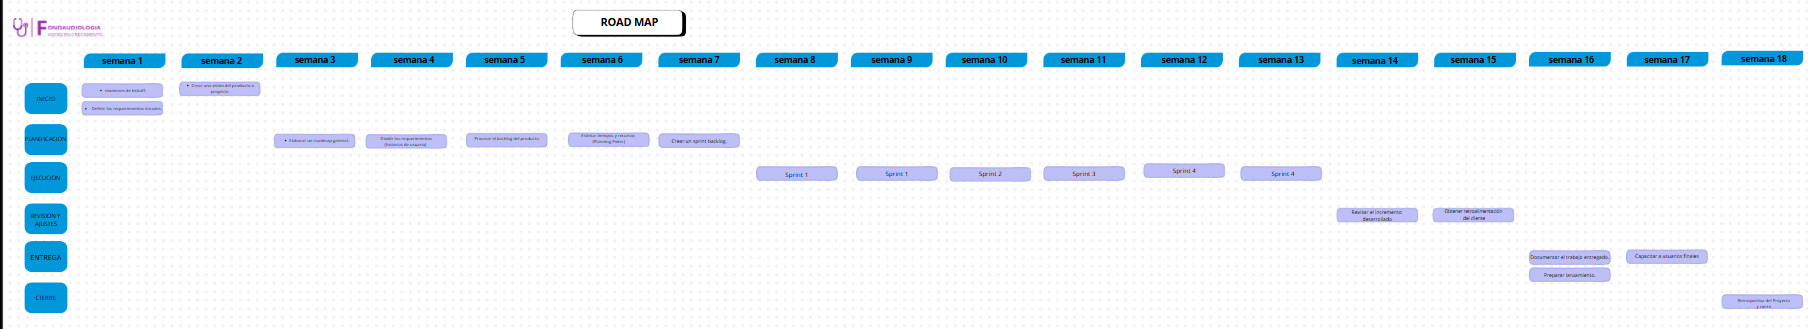 ROAD MAP
FONOAUDIOLOGIA
VOCES EN CRECIMIENTO
semana 1
semana 2
semana 3
semana 4
semana 5
semana 6
semana 7
semana 8
semana 9
semana 10
semana 11
semana 12
semana 13
semana 14
semana 15
semana 16
semana 17
semana 18
INICIO
reuniones de kickoff
Definir los requerimientos iniciales.
Crear una visión del producto o
proyecto
PLANIFICACION
Elaborar un roadmap general.
Dividir los requerimientos
(historias de usuario)
Priorizar el backlog del producto
Estimar tiempos y recursos
(Planning Poker)
Crear un sprint backlog.
EJECUCION
Sprint 1
Sprint 1
Sprint 2
Sprint 3
Sprint 4
Sprint 4
REVISION Y
AJUSTES
Revisar el incremento
desarrollado
Obtener retroalimentación
del cliente
ENTREGA
Documentar el trabajo entregado.
Capacitar a usuarios finales
Preparar lanzamiento.
CIERRE
Retrospectiva del Proyecto
y cierre